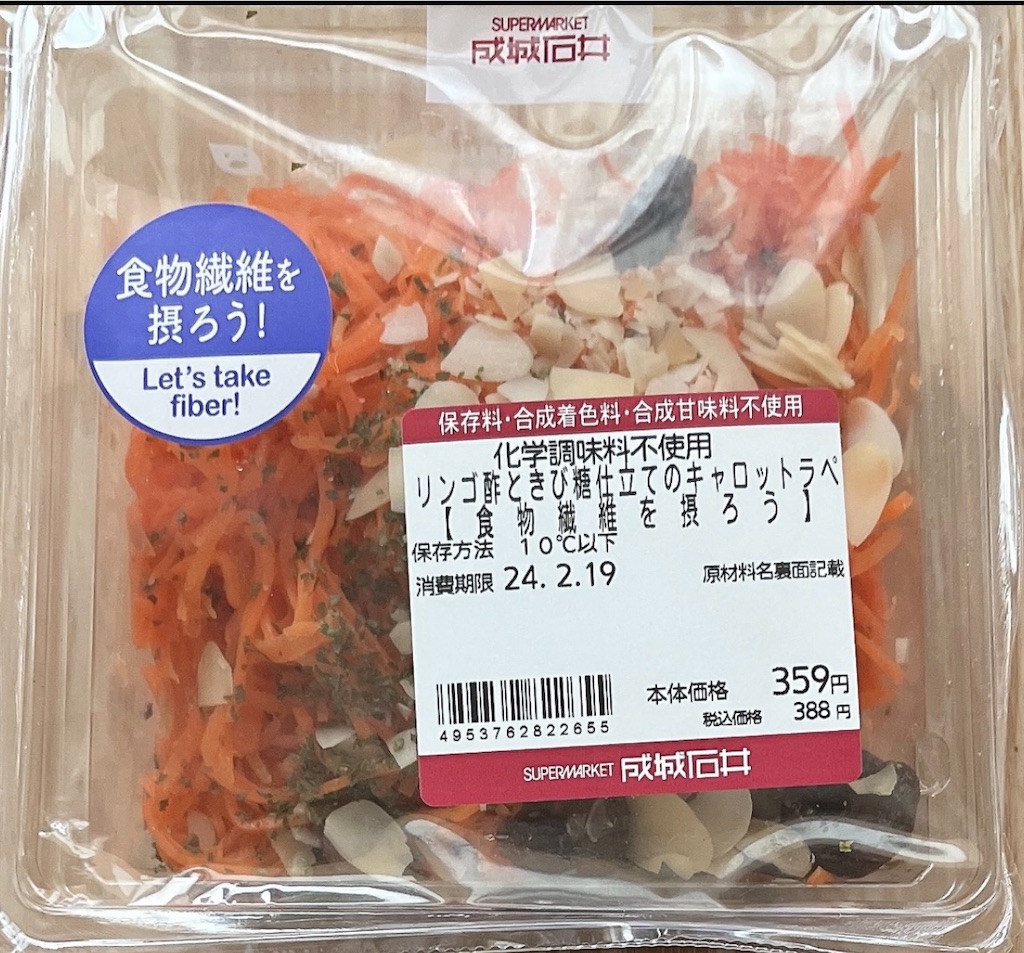 SUPERMARKET
成城石井
食物繊維を
摂ろう!
Let's take
fiber!
保存料・合成着色料・合成甘味料不使用
化学調味料不使用
リンゴ酢ときび糖仕立てのキャロットラペ
【食物繊維を摂ろう】
保存方法 10℃以下
消費期限 24. 2.19 原材料名裏面記載
本体価格 359円
税込価格 388円
4953762822655
SUPERMARKET 成城石井